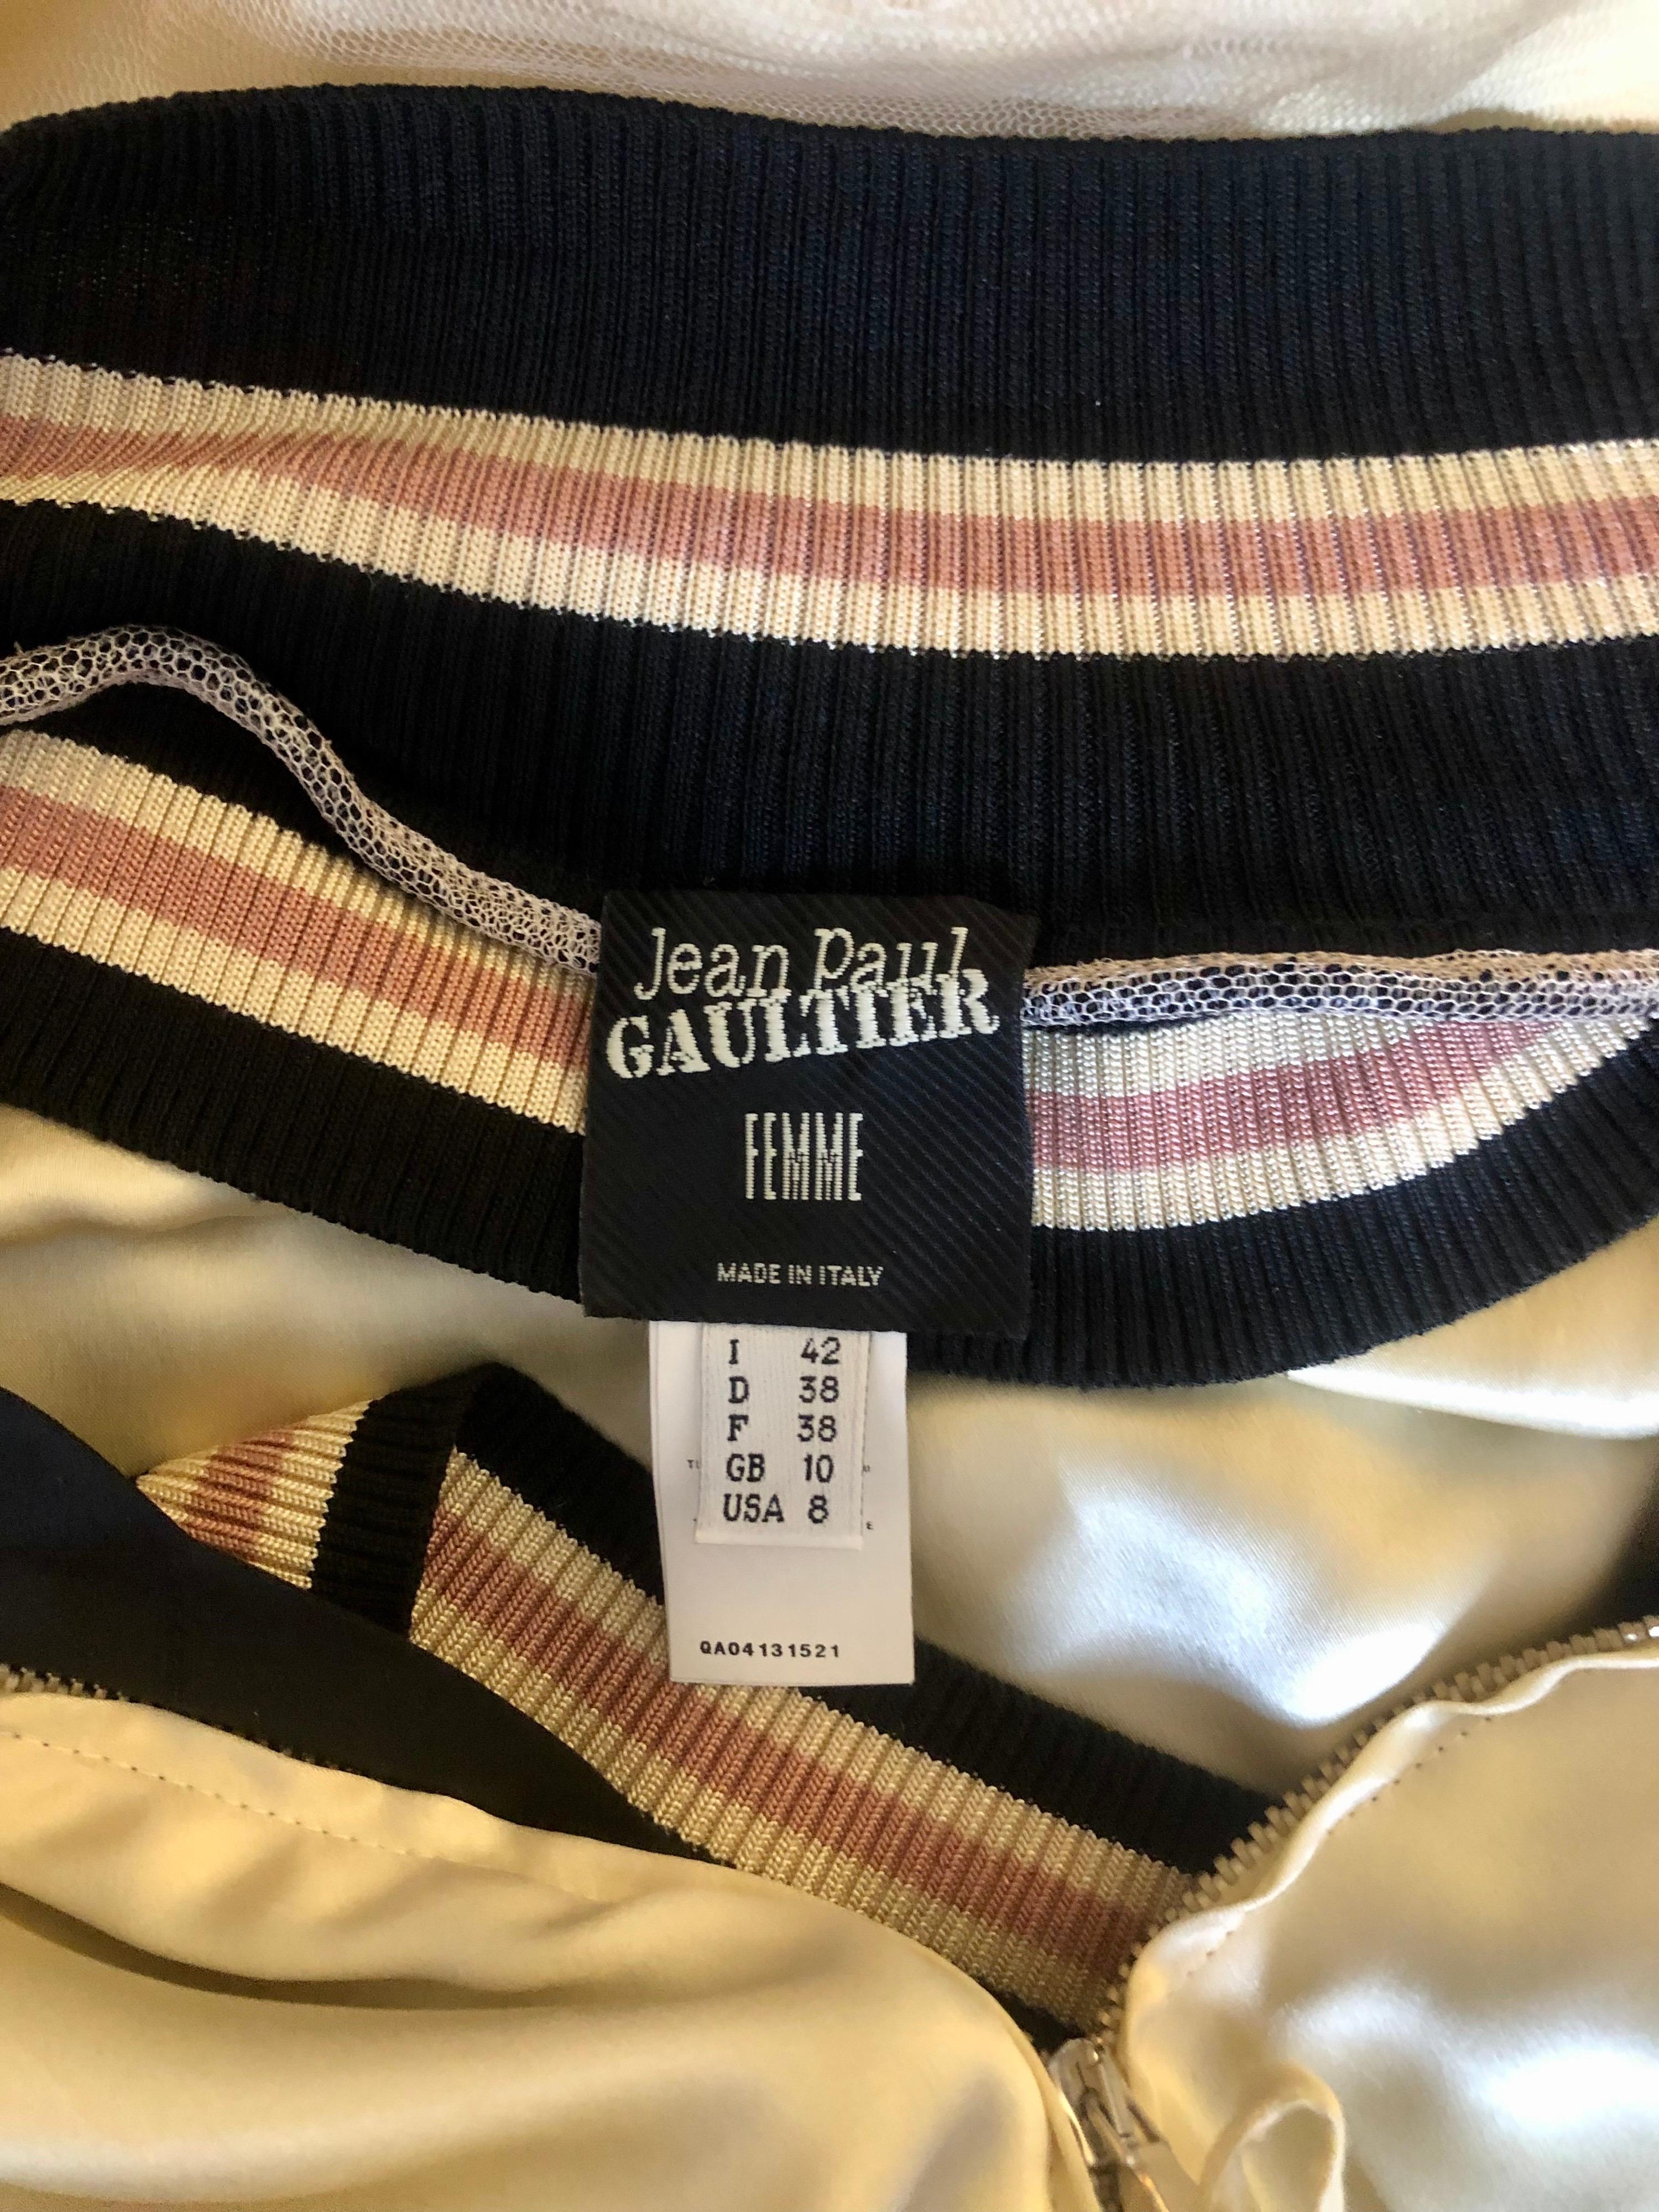 Jean Paul
GAULTIER
FEMME
MADE IN ITALY
I 42
D 38
F 38
GB 10
USA 8
QA04131521